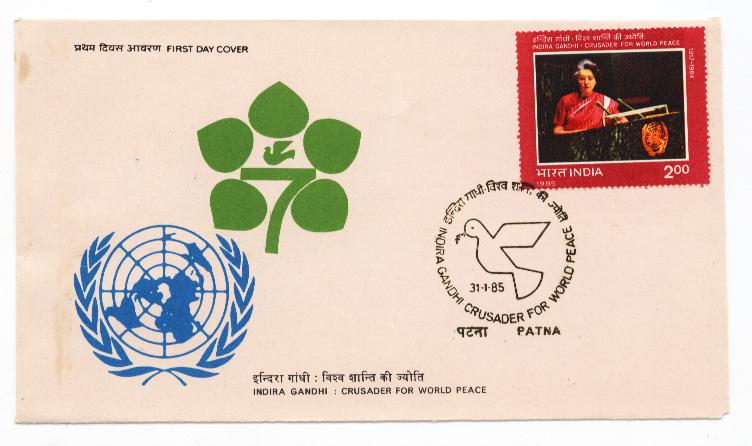 प्रथम दिवस आवरण FIRST DAY COVER
इन्दिरा गांधी · विश्व शान्ति की ज्योति
INDIRA GANDHI · CRUSADER FOR WORLD PEACE
1917-1984
भारत INDIA
2.00
1985
इन्दिरा गांधी · विश्व शान्ति की ज्योति
INDIRA GANDHI CRUSADER FOR WORLD PEACE
31-1-85
पटना PATNA
7
इन्दिरा गांधी : विश्व शान्ति की ज्योति
INDIRA GANDHI : CRUSADER FOR WORLD PEACE